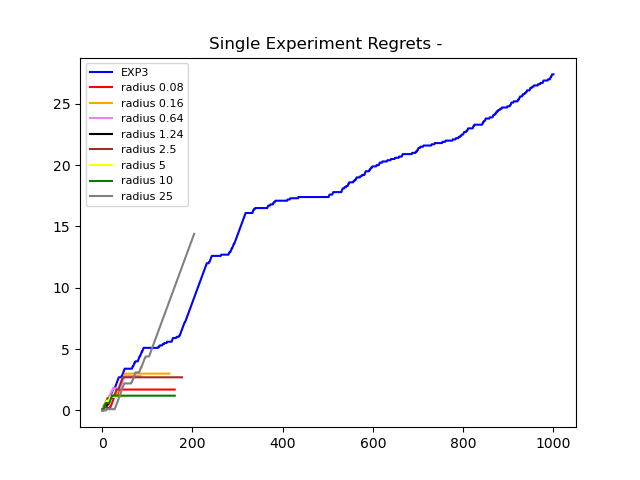 Single Experiment Regrets -
EXP3
radius 0.08
radius 0.16
radius 0.64
radius 1.24
radius 2.5
radius 5
radius 10
radius 25
25
20
15
10
5
0
0 200 400 600 800 1000